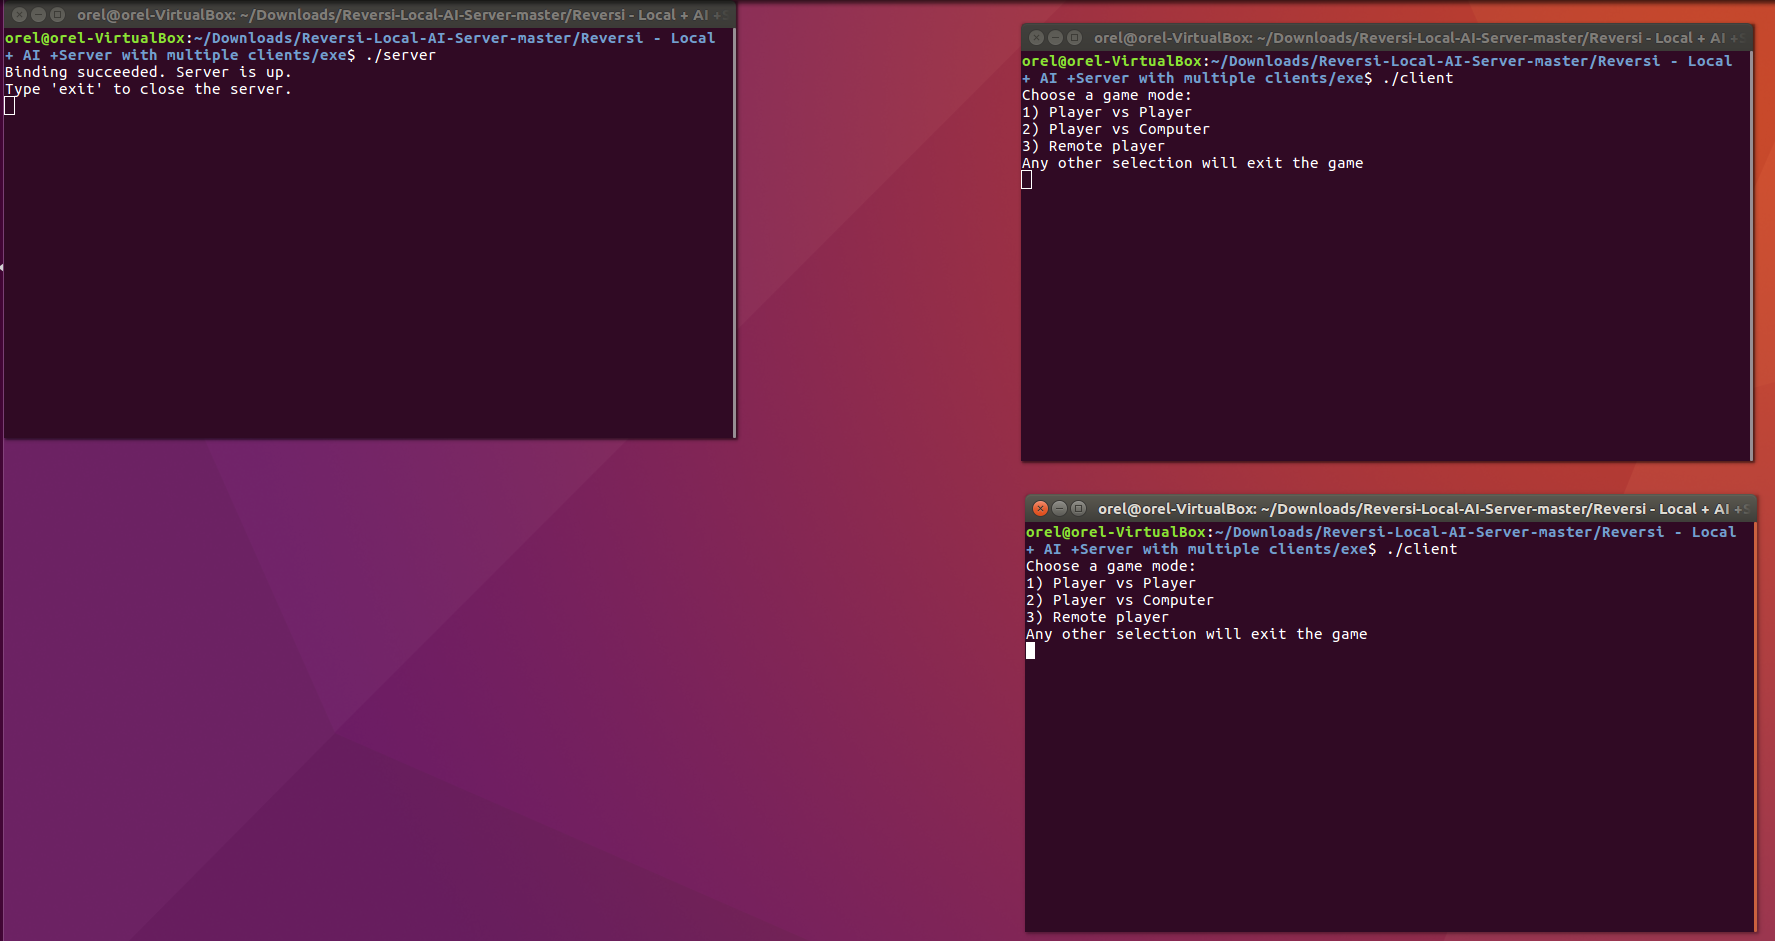 orel@orel-VirtualBox: ~/Downloads/Reversi-Local-AI-Server-master/Reversi - Local + AI +S
orel@orel-VirtualBox:~/Downloads/Reversi-Local-AI-Server-master/Reversi - Local
+ AI +Server with multiple clients/exe$ ./server
Binding succeeded. Server is up.
Type 'exit' to close the server.
orel@orel-VirtualBox: ~/Downloads/Reversi-Local-AI-Server-master/Reversi - Local + AI +S
orel@orel-VirtualBox:~/Downloads/Reversi-Local-AI-Server-master/Reversi - Local
+ AI +Server with multiple clients/exe$ ./client
Choose a game mode:
1) Player vs Player
2) Player vs Computer
3) Remote player
Any other selection will exit the game
orel@orel-VirtualBox: ~/Downloads/Reversi-Local-AI-Server-master/Reversi - Local + AI +S
orel@orel-VirtualBox:~/Downloads/Reversi-Local-AI-Server-master/Reversi - Local
+ AI +Server with multiple clients/exe$ ./client
Choose a game mode:
1) Player vs Player
2) Player vs Computer
3) Remote player
Any other selection will exit the game